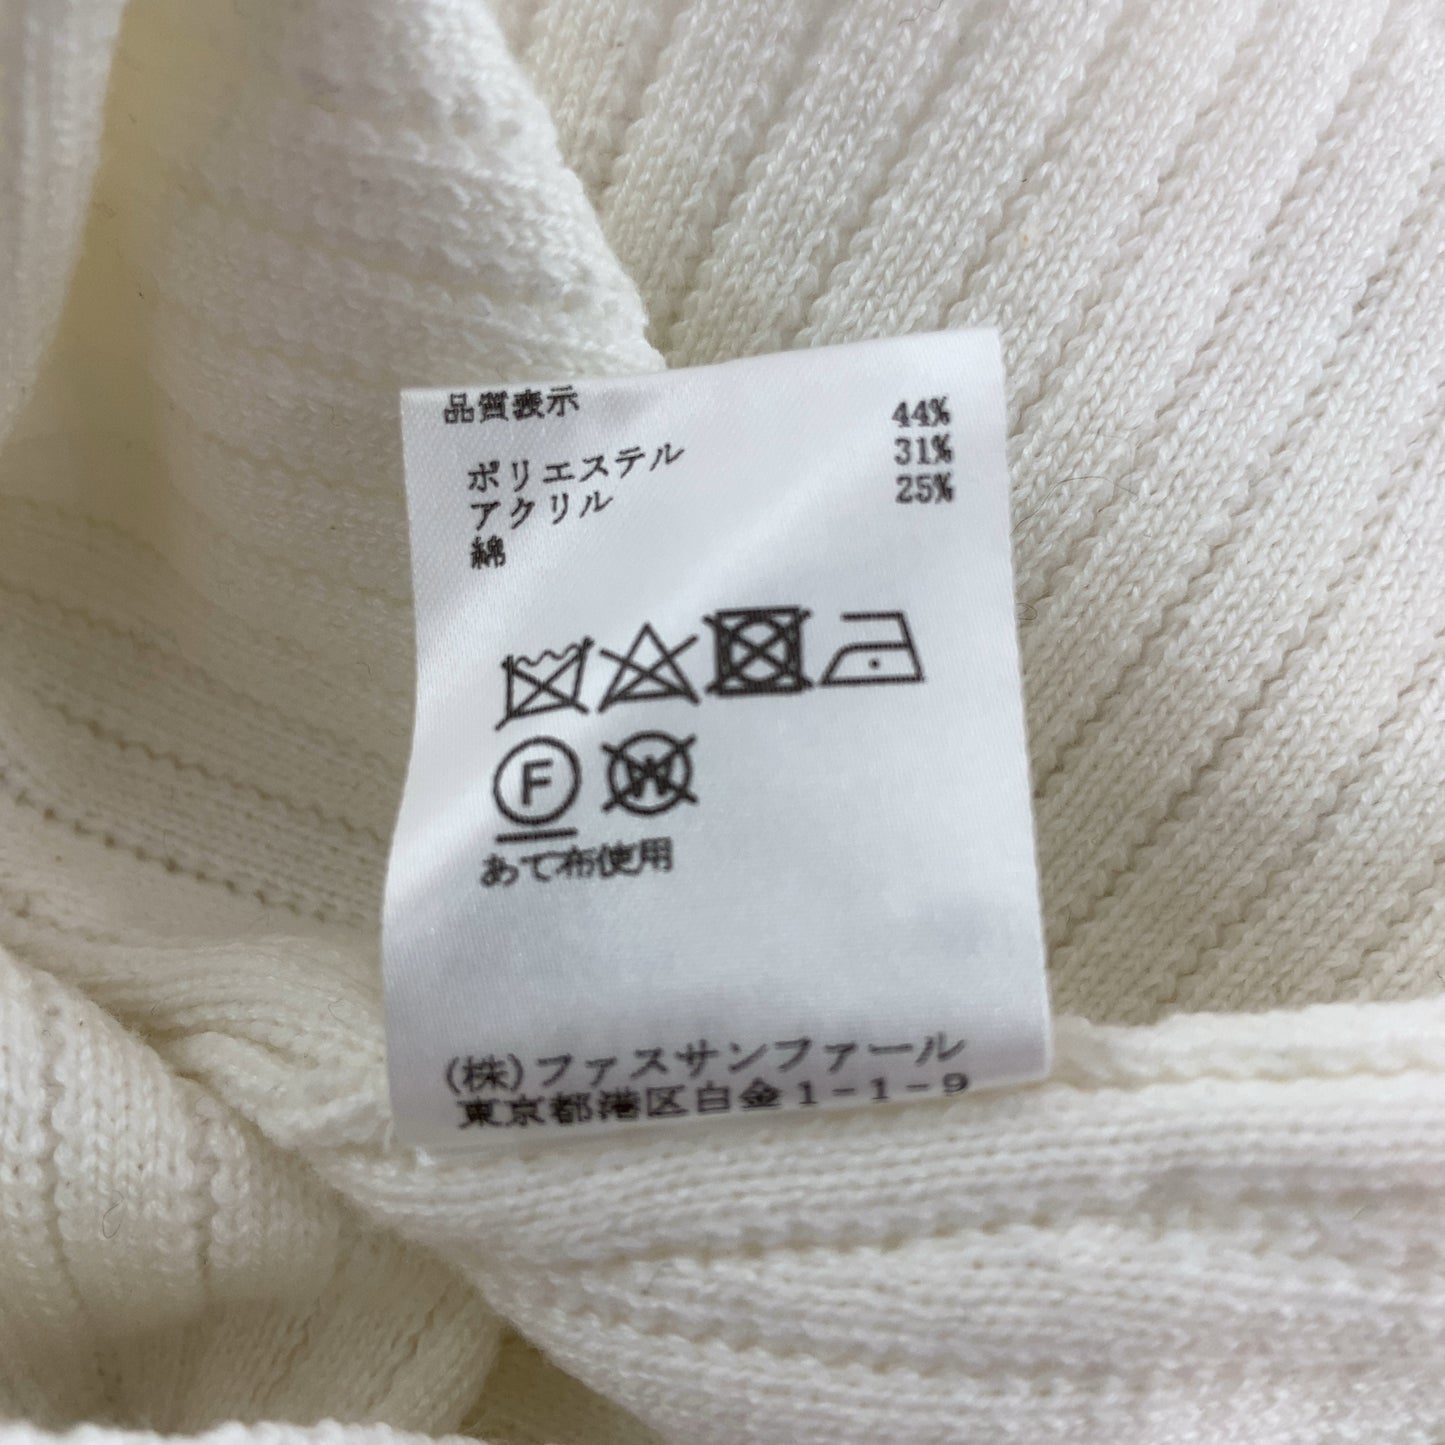 品質表示
ポリエステル 44%
アクリル 31%
綿 25%
F W
あて布使用
(株)ファスサンファール
東京都港区白金1-1-9